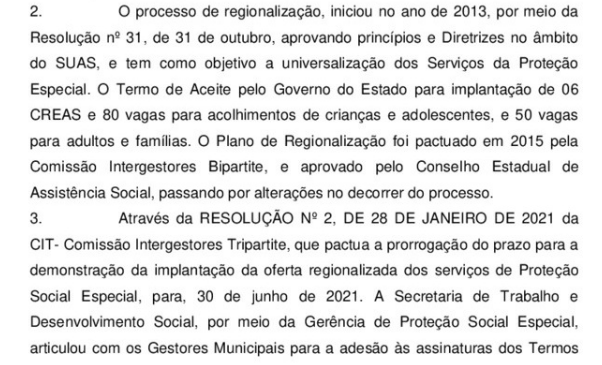 2. O processo de regionalização, iniciou no ano de 2013, por meio da
Resolução nº 31, de 31 de outubro, aprovando princípios e Diretrizes no âmbito
do SUAS, e tem como objetivo a universalização dos Serviços da Proteção
Especial. O Termo de Aceite pelo Governo do Estado para implantação de 06
CREAS e 80 vagas para acolhimentos de crianças e adolescentes, e 50 vagas
para adultos e famílias. O Plano de Regionalização foi pactuado em 2015 pela
Comissão Intergestores Bipartite, e aprovado pelo Conselho Estadual de
Assistência Social, passando por alterações no decorrer do processo.
3. Através da RESOLUÇÃO Nº 2, DE 28 DE JANEIRO DE 2021 da
CIT- Comissão Intergestores Tripartite, que pactua a prorrogação do prazo para a
demonstração da implantação da oferta regionalizada dos serviços de Proteção
Social Especial, para, 30 de junho de 2021. A Secretaria de Trabalho e
Desenvolvimento Social, por meio da Gerência de Proteção Social Especial,
articulou com os Gestores Municipais para a adesão às assinaturas dos Termos